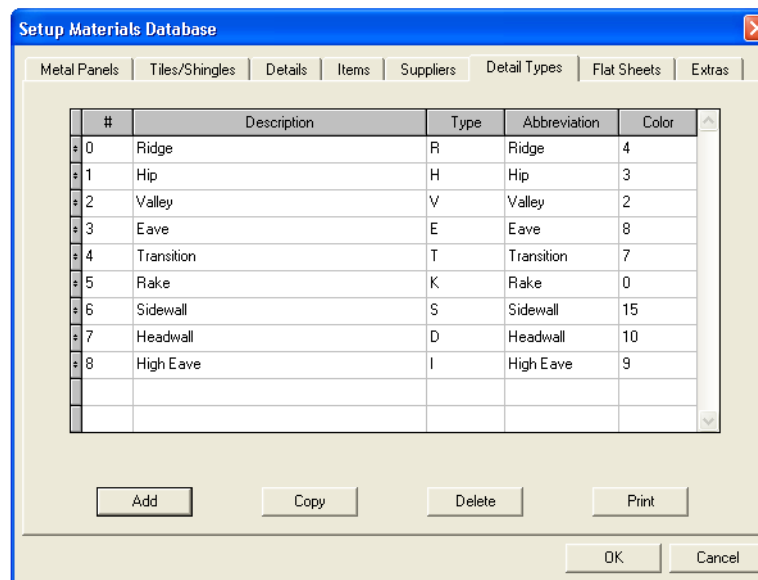 Setup Materials Database
Metal Panels Tiles/Shingles Details Items Suppliers Detail Types Flat Sheets Extras
# Description Type Abbreviation Color
0 Ridge R Ridge 4
1 Hip H Hip 3
2 Valley V Valley 2
3 Eave E Eave 8
4 Transition T Transition 7
5 Rake K Rake 0
6 Sidewall S Sidewall 15
7 Headwall D Headwall 10
8 High Eave I High Eave 9
Add Copy Delete Print
OK Cancel